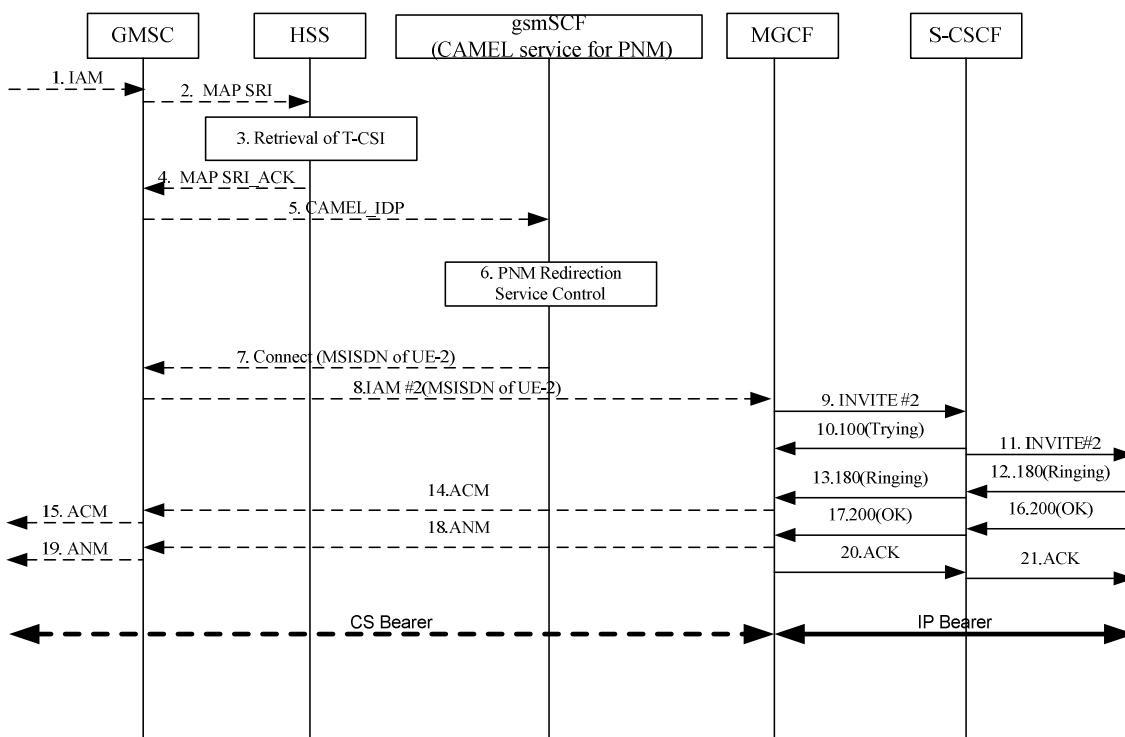 GMSC
HSS
gsmSCF
(CAMEL service for PNM)
MGCF
S-CSCF
1. IAM
2. MAP SRI
3. Retrieval of T-CSI
4. MAP SRI_ACK
5. CAMEL_IDP
6. PNM Redirection
Service Control
7. Connect (MSISDN of UE-2)
8.IAM #2(MSISDN of UE-2)
9. INVITE #2
10.100(Trying)
11. INVITE#2
12..180(Ringing)
13.180(Ringing)
14.ACM
15. ACM
16.200(OK)
17.200(OK)
18.ANM
19. ANM
20.ACK
21.ACK
CS Bearer
IP Bearer